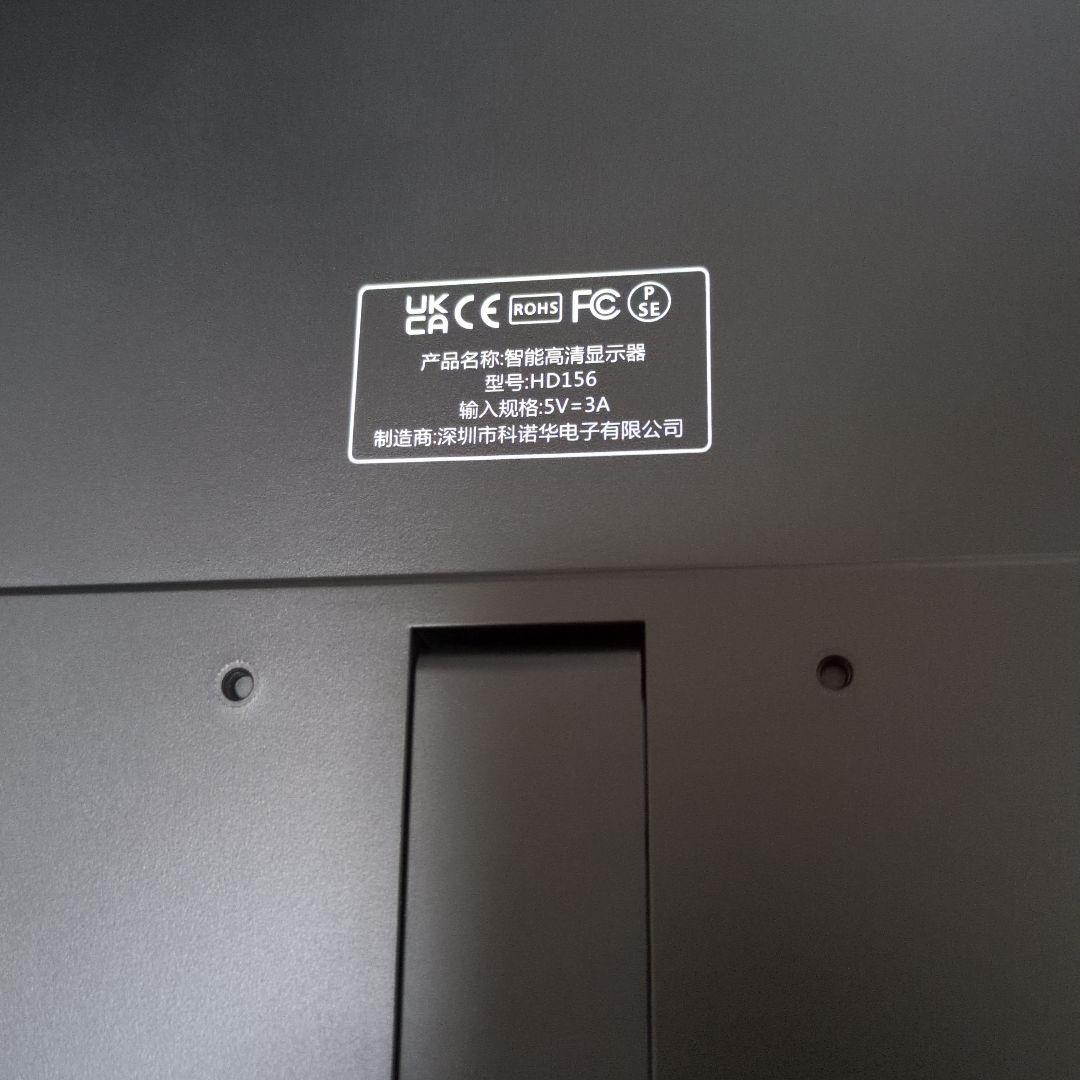 UK CA CE ROHS FC PSE
产品名称:智能高清显示器
型号:HD156
输入规格:5V=3A
制造商:深圳市科诺华电子有限公司